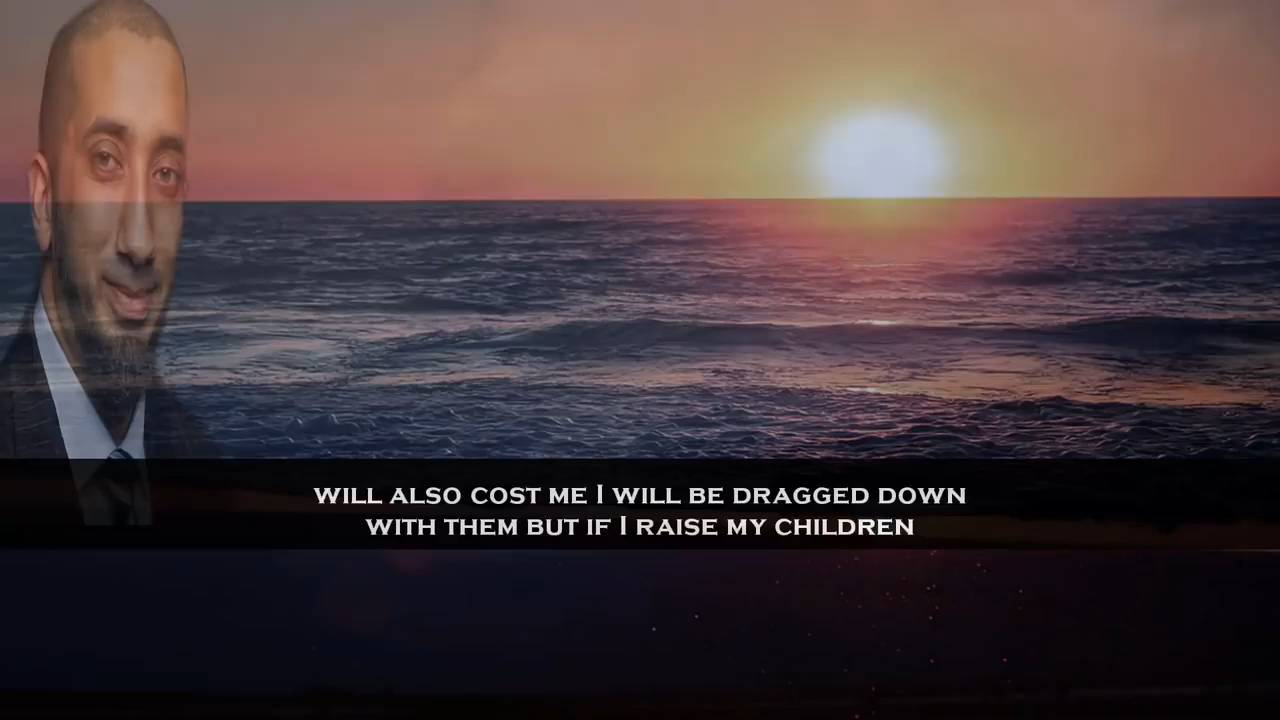 WILL ALSO COST ME I WILL BE DRAGGED DOWN
WITH THEM BUT IF I RAISE MY CHILDREN